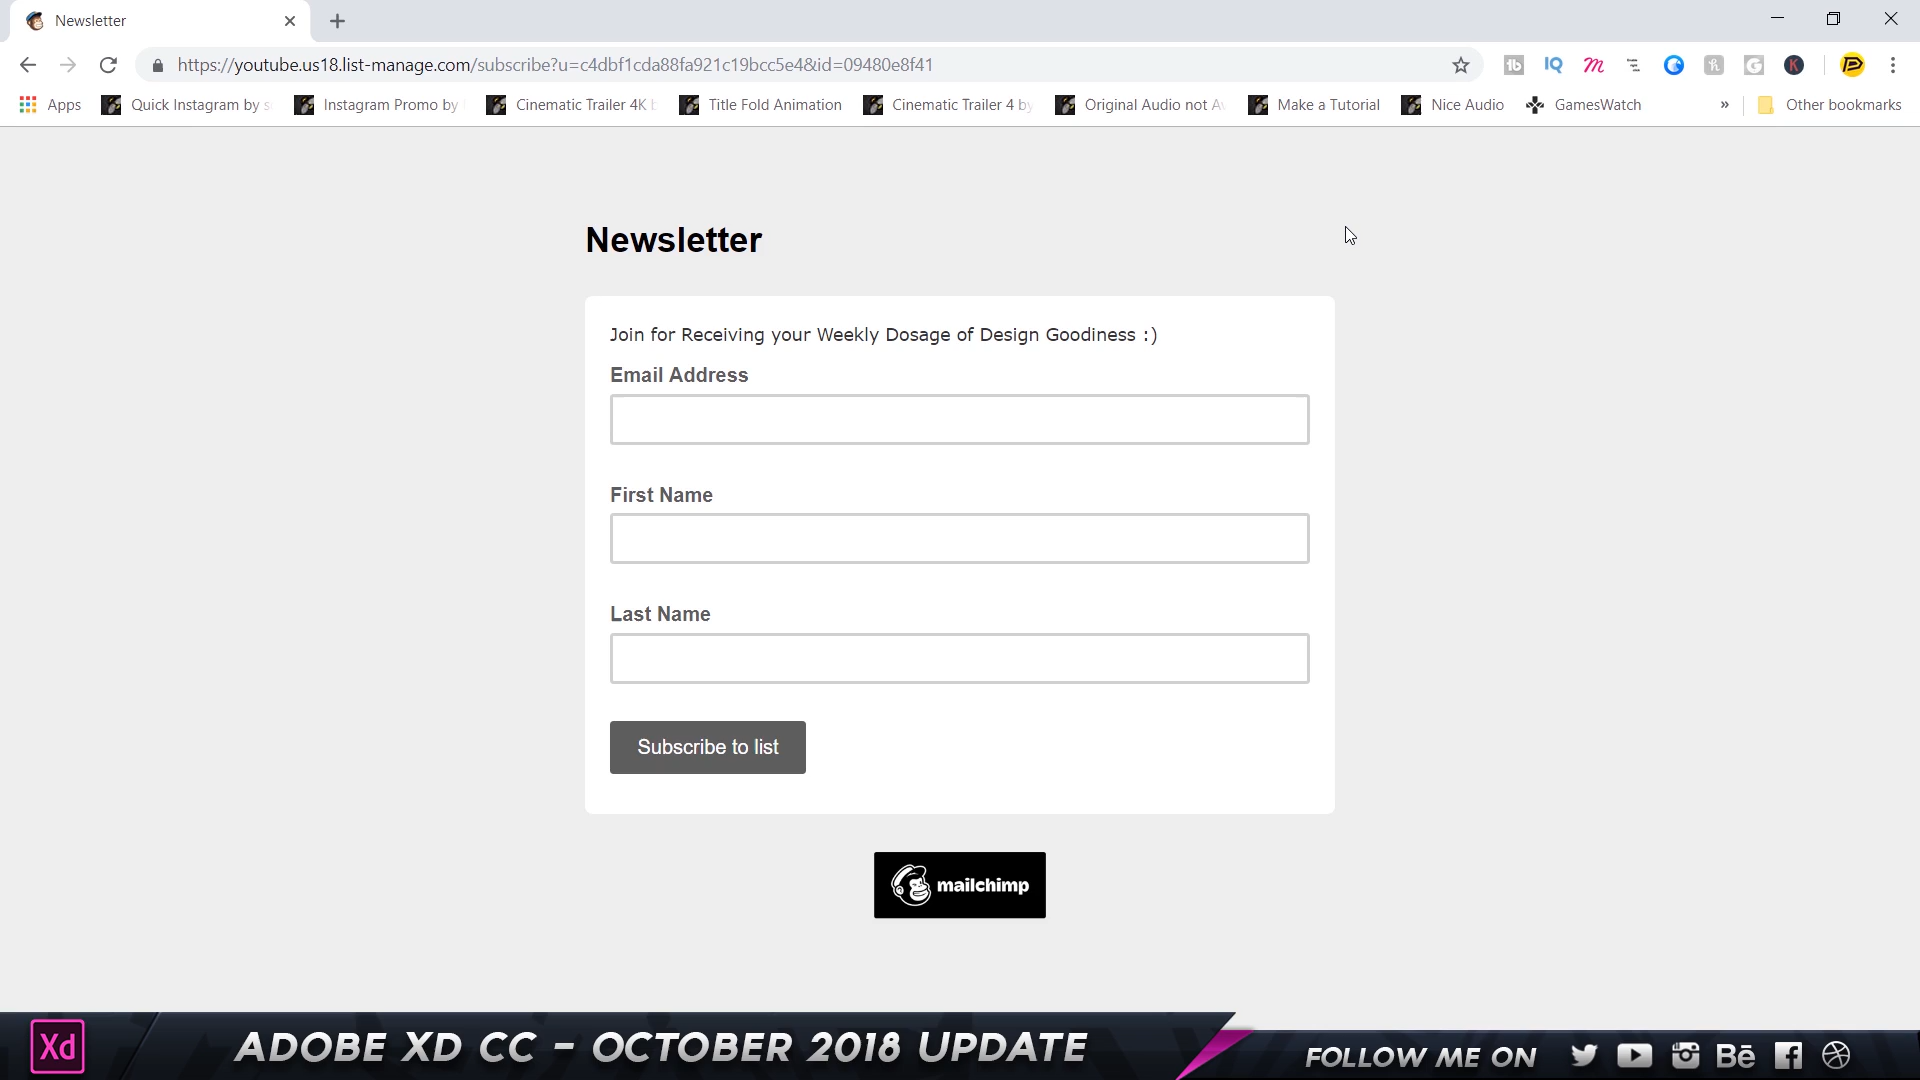 Newsletter
https://youtube.us18.list-manage.com/subscribe?u=c4dbf1cda88fa921c19bcc5e4&id=09480e8f41
Apps Quick Instagram by Instagram Promo by Cinematic Trailer 4K Title Fold Animation Cinematic Trailer 4 by Original Audio not Make a Tutorial Nice Audio GamesWatch » Other bookmarks
Newsletter
Join for Receiving your Weekly Dosage of Design Goodiness :)
Email Address
First Name
Last Name
Subscribe to list
mailchimp
Xd ADOBE XD CC - OCTOBER 2018 UPDATE FOLLOW ME ON Bē